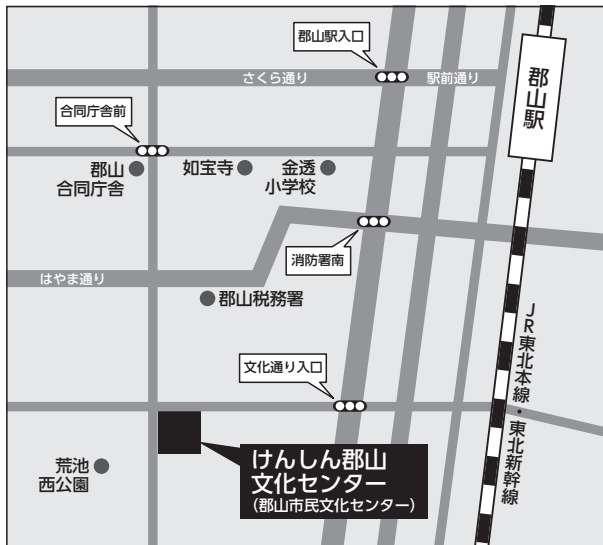 郡山駅入口
さくら通り
駅前通り
郡山駅
合同庁舎前
郡山
合同庁舎
如宝寺
金透
小学校
消防署南
はやま通り
郡山税務署
JR東北本線・東北新幹線
文化通り入口
荒池
西公園
けんしん郡山
文化センター
(郡山市民文化センター)